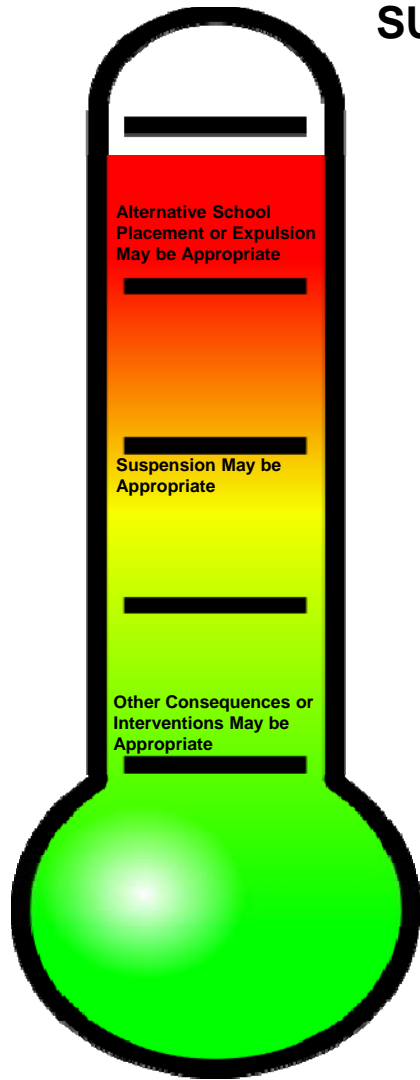 SU
Alternative School
Placement or Expulsion
May be Appropriate
Suspension May be
Appropriate
Other Consequences or
Interventions May be
Appropriate